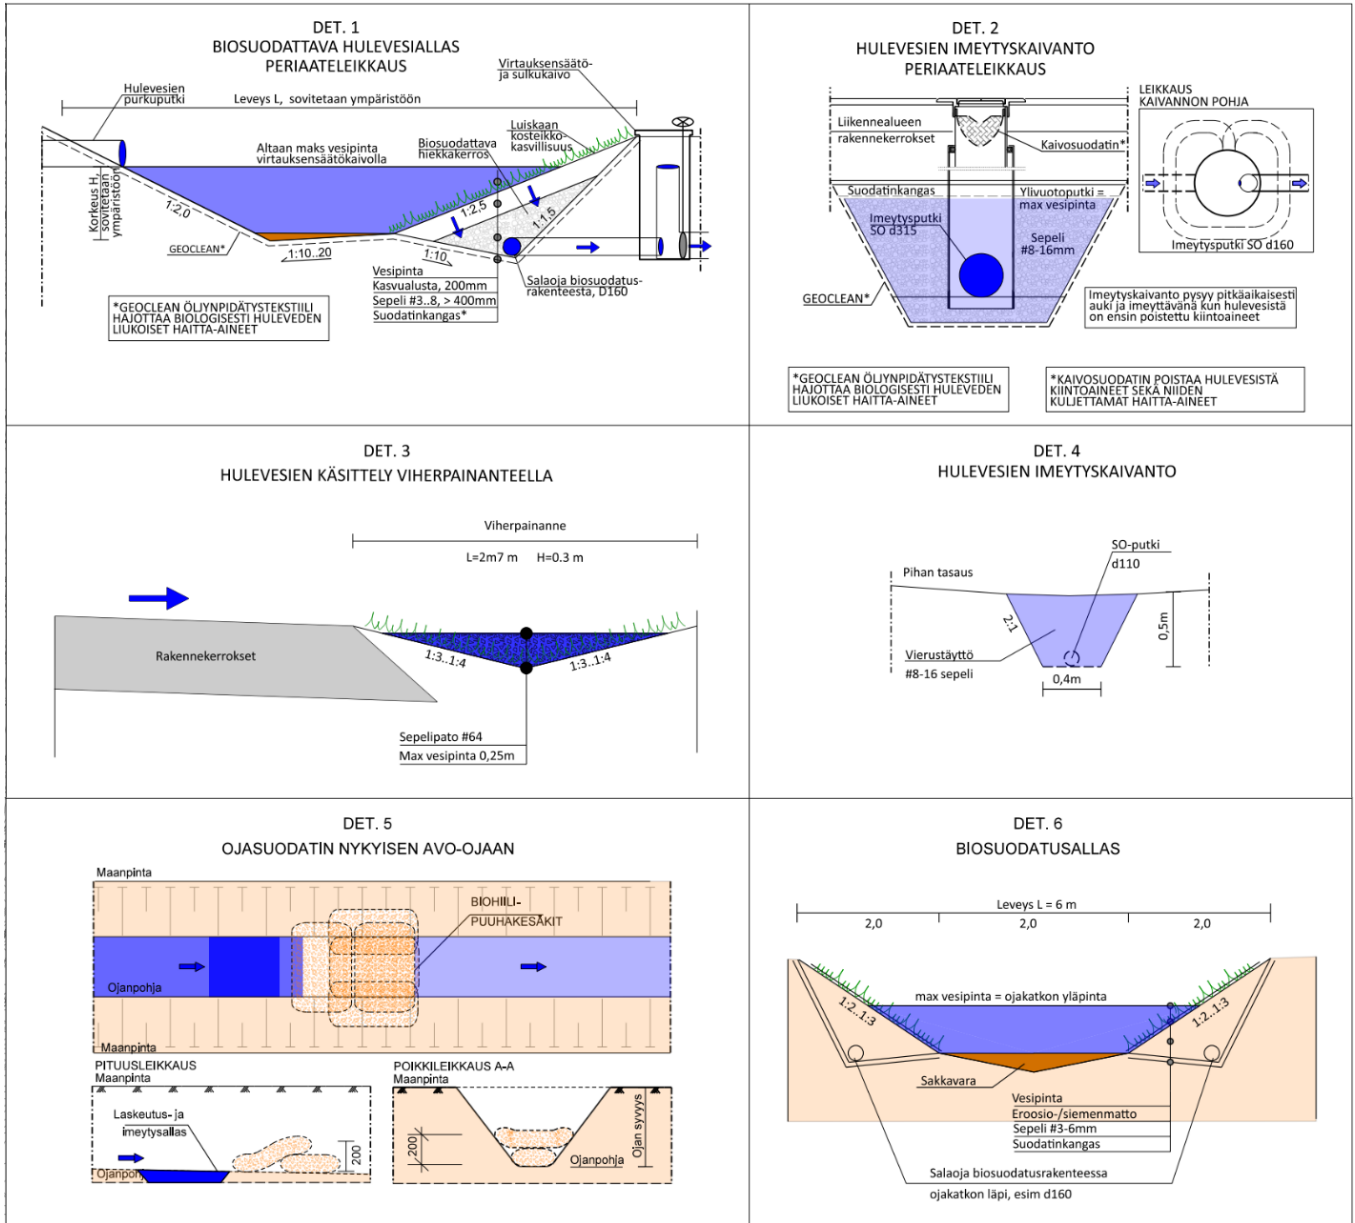 DET. 1
BIOSUODATTAVA HULEVESIALLAS
PERIAATELEIKKAUS
Hulevesien
purkuputki
Leveys L, sovitetaan ympäristöön
Virtauksensäätö-
ja sulkukaivo
Altaan maks vesipinta
virtauksensäätökaivolla
Biosuodattava
hiekkakerros
Luiskaan
kosteikko-
kasvillisuus
Korkeus H,
sovitetaan
ympäristöön
1:2,0
1:2,5
1:1,5
GEOCLEAN*
1:10..20
1:10
Vesipinta
Kasvualusta, 200mm
Sepeli #3..8, > 400mm
Suodatinkangas*
Salaoja biosuodatus-
rakenteesta, D160
*GEOCLEAN ÖLJYNPIDÄTYSTEKSTIILI
HAJOTTAA BIOLOGISESTI HULEVEDEN
LIUKOISET HAITTA-AINEET
DET. 2
HULEVESIEN IMEYTYSKAIVANTO
PERIAATELEIKKAUS
LEIKKAUS
KAIVANNON POHJA
Liikennealueen
rakennekerrokset
Kaivosuodatin*
Suodatinkangas
Ylivuotoputki =
max vesipinta
Imeytysputki
SO d315
Sepeli
#8-16mm
Imeytysputki SO d160
GEOCLEAN*
Imeytyskaivanto pysyy pitkäaikaisesti
auki ja imeyttävänä kun hulevesistä
on ensin poistettu kiintoaineet
*GEOCLEAN ÖLJYNPIDÄTYSTEKSTIILI
HAJOTTAA BIOLOGISESTI HULEVEDEN
LIUKOISET HAITTA-AINEET
*KAIVOSUODATIN POISTAA HULEVESISTÄ
KIINTOAINEET SEKÄ NIIDEN
KULJETTAMAT HAITTA-AINEET
DET. 3
HULEVESIEN KÄSITTELY VIHERPAINANTEELLA
Viherpainanne
L=2m7 m H=0.3 m
Rakennekerrokset
1:3..1:4
1:3..1:4
Sepelipato #64
Max vesipinta 0,25m
DET. 4
HULEVESIEN IMEYTYSKAIVANTO
SO-putki
d110
Pihan tasaus
2:1
0,5m
Vierustäyttö
#8-16 sepeli
0,4m
DET. 5
OJASUODATIN NYKYISEN AVO-OJAAN
Maanpinta
BIOHIILI-
PUUHAKESÄKIT
Ojanpohja
Maanpinta
PITUUSLEIKKAUS
Maanpinta
Laskeutus- ja
imeytysallas
200
Ojanpohj
POIKKILEIKKAUS A-A
Maanpinta
200
Ojan syvyys
Ojanpohja
DET. 6
BIOSUODATUSALLAS
Leveys L = 6 m
2,0
2,0
2,0
max vesipinta = ojakatkon yläpinta
1:2..1:3
1:2..1:3
Sakkavara
Vesipinta
Eroosio-/siemenmatto
Sepeli #3-6mm
Suodatinkangas
Salaoja biosuodatusrakenteessa
ojakatkon läpi, esim d160